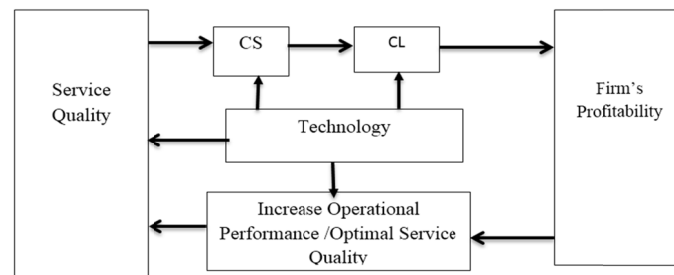 CS
CL
Service
Quality
Firm's
Profitability
Technology
Increase Operational
Performance /Optimal Service
Quality